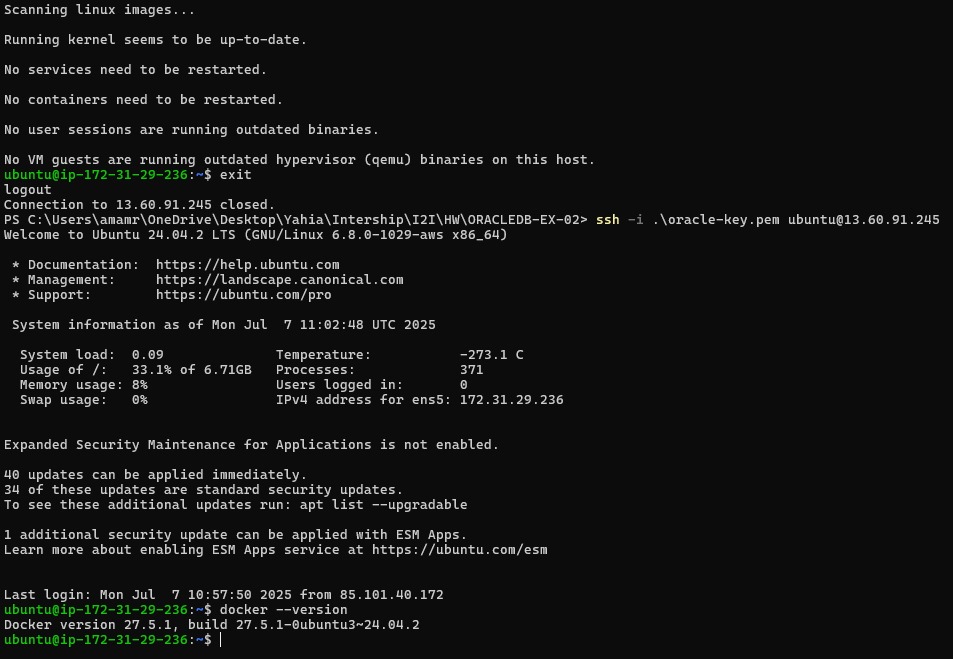 Scanning linux images...
Running kernel seems to be up-to-date.
No services need to be restarted.
No containers need to be restarted.
No user sessions are running outdated binaries.
No VM guests are running outdated hypervisor (qemu) binaries on this host.
ubuntu@ip-172-31-29-236:~$ exit
logout
Connection to 13.60.91.245 closed.
PS C:\Users\amamr\OneDrive\Desktop\Yahia\Intership\I2I\HW\ORACLEDB-EX-02> ssh -i .\oracle-key.pem ubuntu@13.60.91.245
Welcome to Ubuntu 24.04.2 LTS (GNU/Linux 6.8.0-1029-aws x86_64)
* Documentation:  https://help.ubuntu.com
* Management:     https://landscape.canonical.com
* Support:        https://ubuntu.com/pro
System information as of Mon Jul  7 11:02:48 UTC 2025
System load:  0.09              Temperature:           -273.1 C
Usage of /:   33.1% of 6.71GB   Processes:             371
Memory usage: 8%                Users logged in:       0
Swap usage:   0%                IPv4 address for ens5: 172.31.29.236
Expanded Security Maintenance for Applications is not enabled.
40 updates can be applied immediately.
34 of these updates are standard security updates.
To see these additional updates run: apt list --upgradable
1 additional security update can be applied with ESM Apps.
Learn more about enabling ESM Apps service at https://ubuntu.com/esm
Last login: Mon Jul  7 10:57:50 2025 from 85.101.40.172
ubuntu@ip-172-31-29-236:~$ docker --version
Docker version 27.5.1, build 27.5.1-0ubuntu3~24.04.2
ubuntu@ip-172-31-29-236:~$